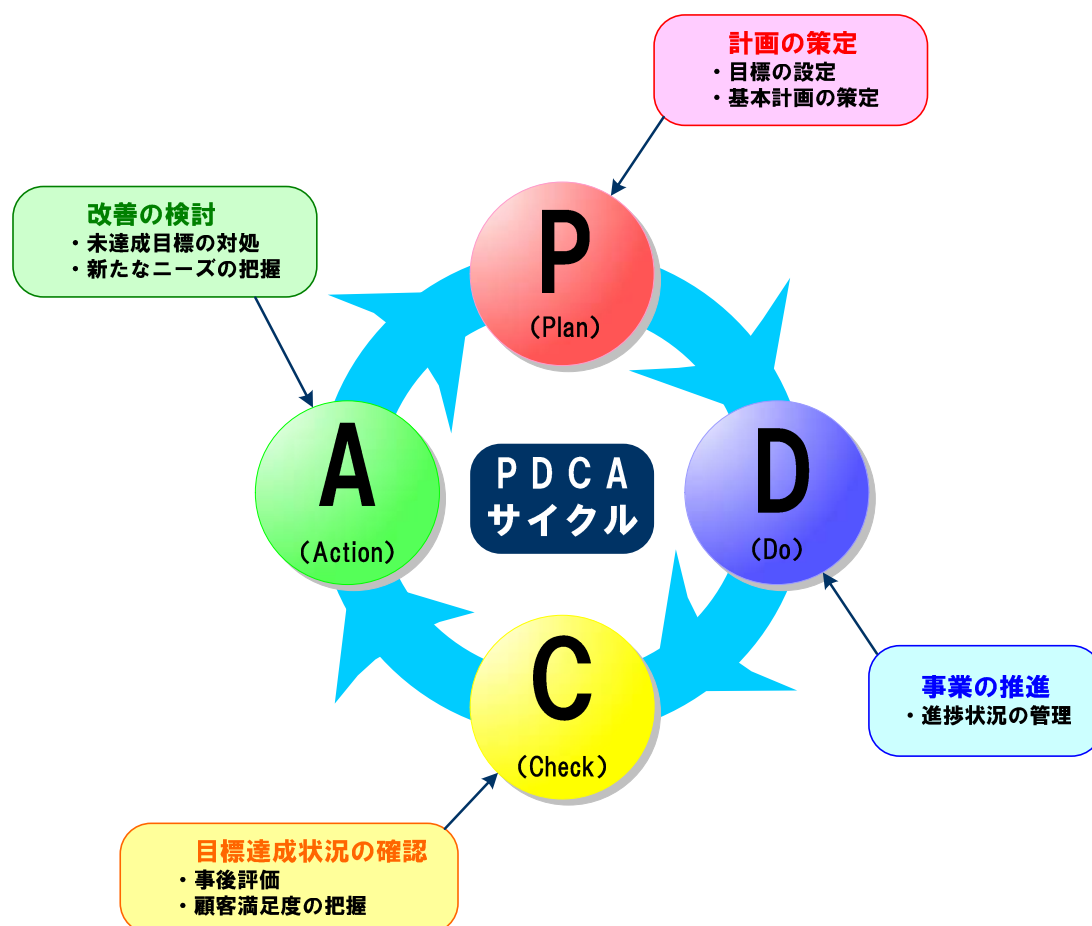 計画の策定
・目標の設定
・基本計画の策定
改善の検討
・未達成目標の対処
・新たなニーズの把握
P
（Plan）
A
（Action）
PDCA
サイクル
D
（Do）
C
（Check）
事業の推進
・進捗状況の管理
目標達成状況の確認
・事後評価
・顧客満足度の把握